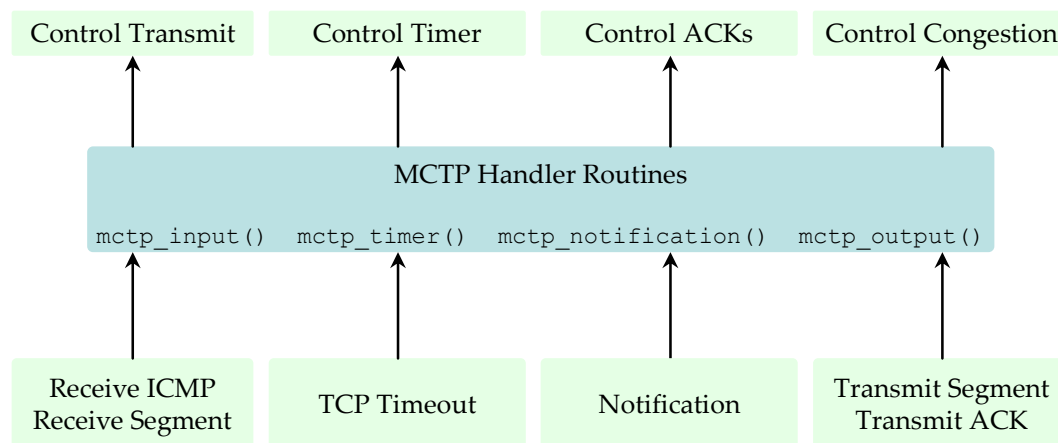 Control Transmit
Control Timer
Control ACKs
Control Congestion
MCTP Handler Routines
mctp_input()
mctp_timer()
mctp_notification()
mctp_output()
Receive ICMP
Receive Segment
TCP Timeout
Notification
Transmit Segment
Transmit ACK